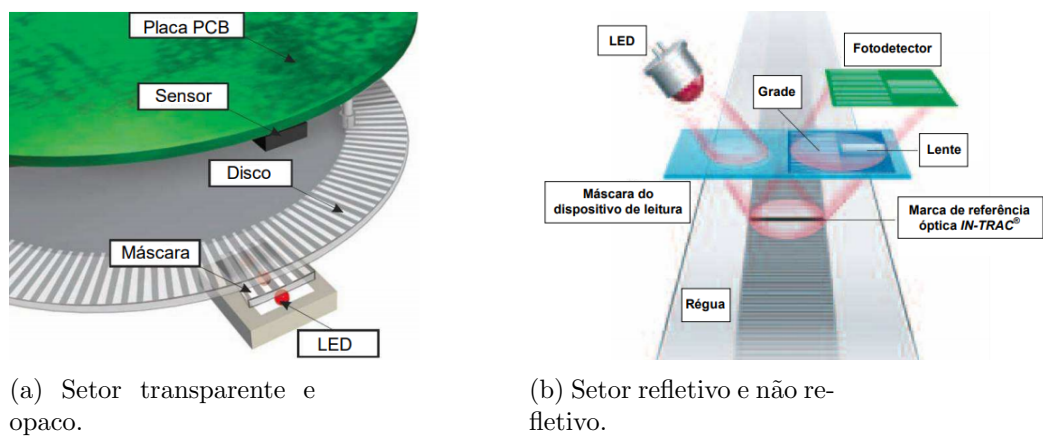 Placa PCB
Sensor
Disco
Máscara
LED
(a) Setor transparente e
opaco.
LED
Fotodetector
Grade
Lente
Máscara do
dispositivo de leitura
Marca de referência
óptica IN-TRAC®
Régua
(b) Setor refletivo e não re-
fletivo.